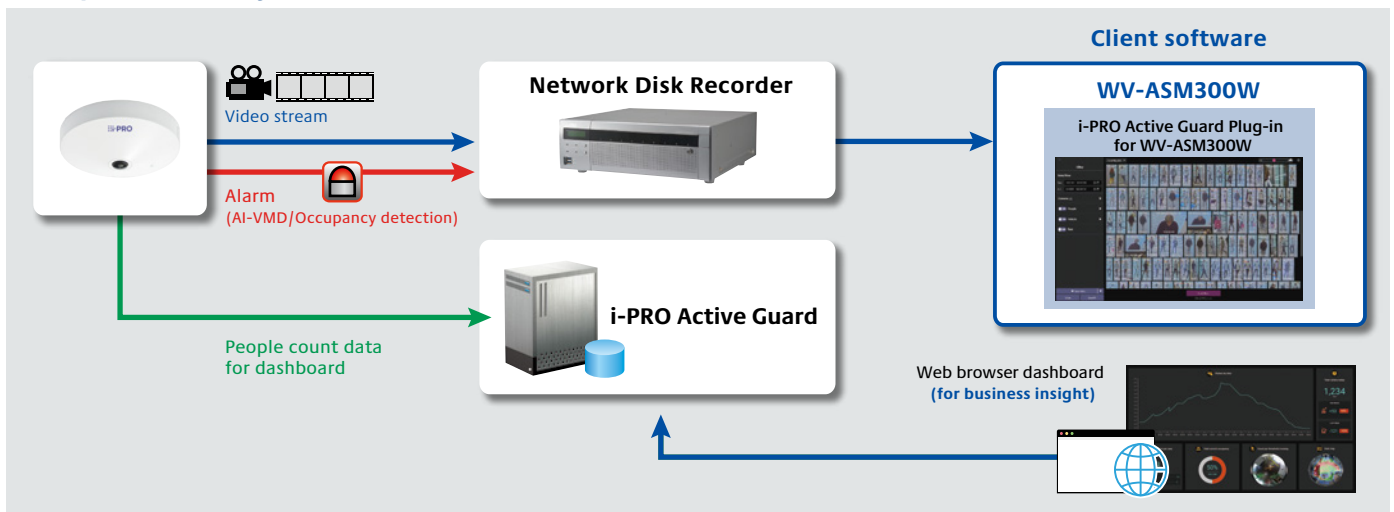 Client software
i-PRO
Video stream
Alarm
(AI-VMD/Occupancy detection)
People count data
for dashboard
Network Disk Recorder
i-PRO Active Guard
WV-ASM300W
i-PRO Active Guard Plug-in
for WV-ASM300W
Web browser dashboard
(for business insight)
1,234